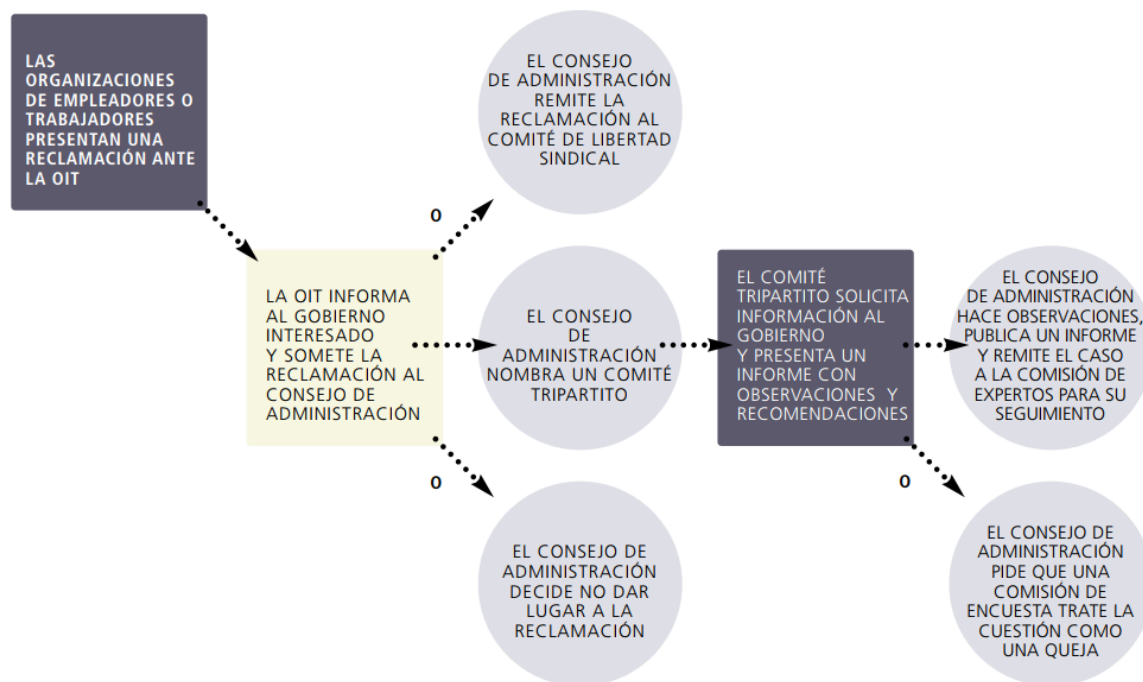 LAS
ORGANIZACIONES
DE EMPLEADORES O
TRABAJADORES
PRESENTAN UNA
RECLAMACIÓN ANTE
LA OIT
EL CONSEJO
DE ADMINISTRACIÓN
REMITE LA
RECLAMACIÓN AL
COMITÉ DE LIBERTAD
SINDICAL
O
LA OIT INFORMA
AL GOBIERNO
INTERESADO
Y SOMETE LA
RECLAMACIÓN AL
CONSEJO DE
ADMINISTRACIÓN
EL CONSEJO
DE
ADMINISTRACIÓN
NOMBRA UN COMITÉ
TRIPARTITO
EL COMITÉ
TRIPARTITO SOLICITA
INFORMACIÓN AL
GOBIERNO
Y PRESENTA UN
INFORME CON
OBSERVACIONES Y
RECOMENDACIONES
EL CONSEJO
DE ADMINISTRACIÓN
HACE OBSERVACIONES,
PUBLICA UN INFORME
Y REMITE EL CASO
A LA COMISIÓN DE
EXPERTOS PARA SU
SEGUIMIENTO
O
O
EL CONSEJO DE
ADMINISTRACIÓN
DECIDE NO DAR
LUGAR A LA
RECLAMACIÓN
EL CONSEJO DE
ADMINISTRACIÓN
PIDE QUE UNA
COMISIÓN DE
ENCUESTA TRATE LA
CUESTIÓN COMO
UNA QUEJA